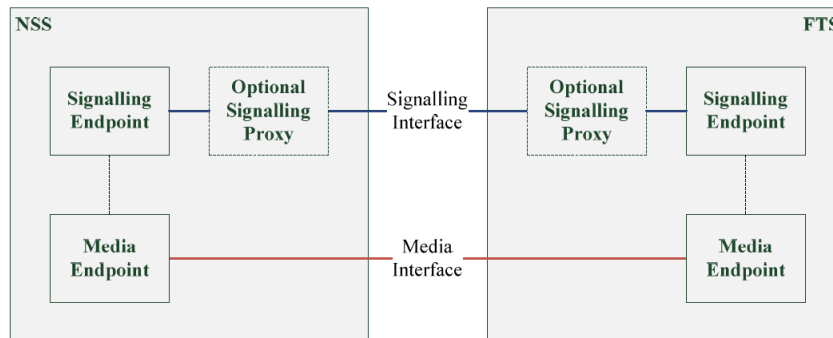 NSS
FTS
Signalling
Endpoint
Optional
Signalling
Proxy
Signalling
Interface
Optional
Signalling
Proxy
Signalling
Endpoint
Media
Endpoint
Media
Interface
Media
Endpoint